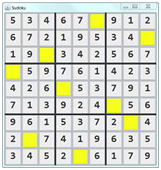 Sudoku
5 3 4 6 7 9 1 2
6 7 2 1 9 5 3 4
1 9 3 4 2 5 6 7
5 9 7 6 1 4 2 3
4 2 6 5 3 7 9 1
7 1 3 9 2 4 5 6
9 6 1 5 3 7 2 4
2 7 4 1 9 6 3 5
3 4 5 2 6 1 7 9